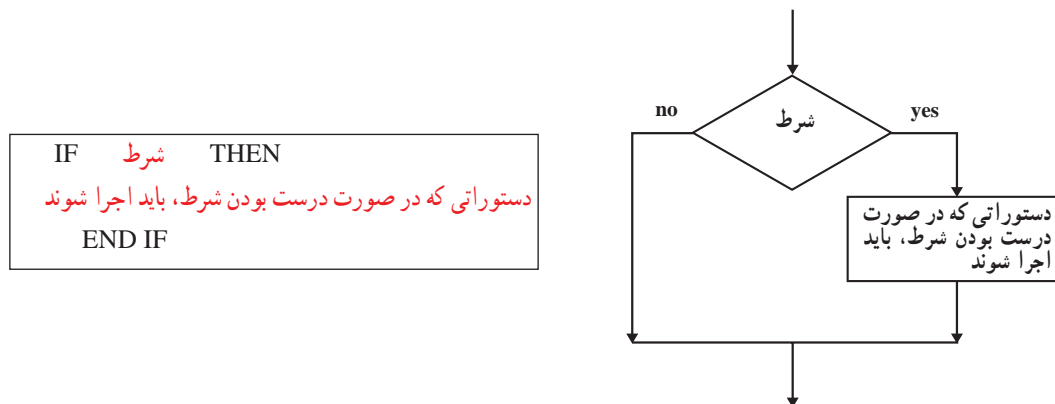 IF شرط THEN
دستوراتی که در صورت درست بودن شرط، باید اجرا شوند
END IF
no
شرط
yes
دستوراتی که در صورت
درست بودن شرط، باید
اجرا شوند